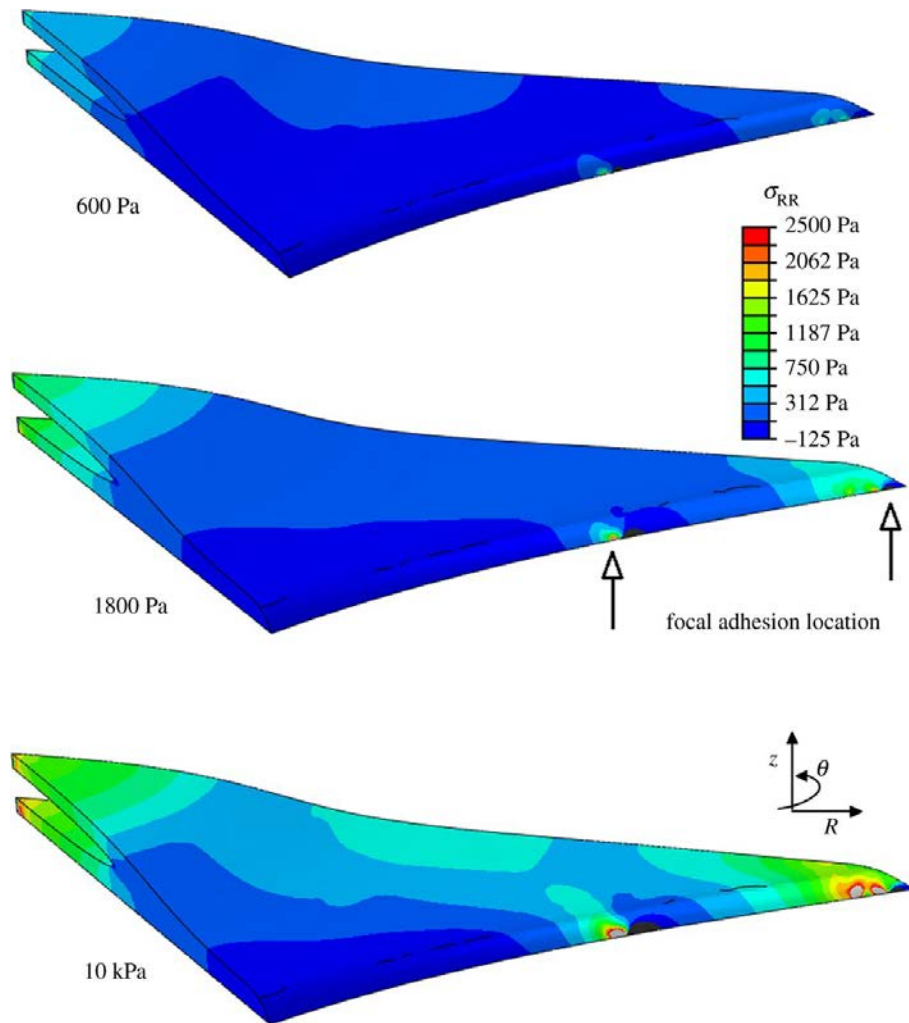 600 Pa
σRR
2500 Pa
2062 Pa
1625 Pa
1187 Pa
750 Pa
312 Pa
–125 Pa
1800 Pa
focal adhesion location
z
θ
R
10 kPa